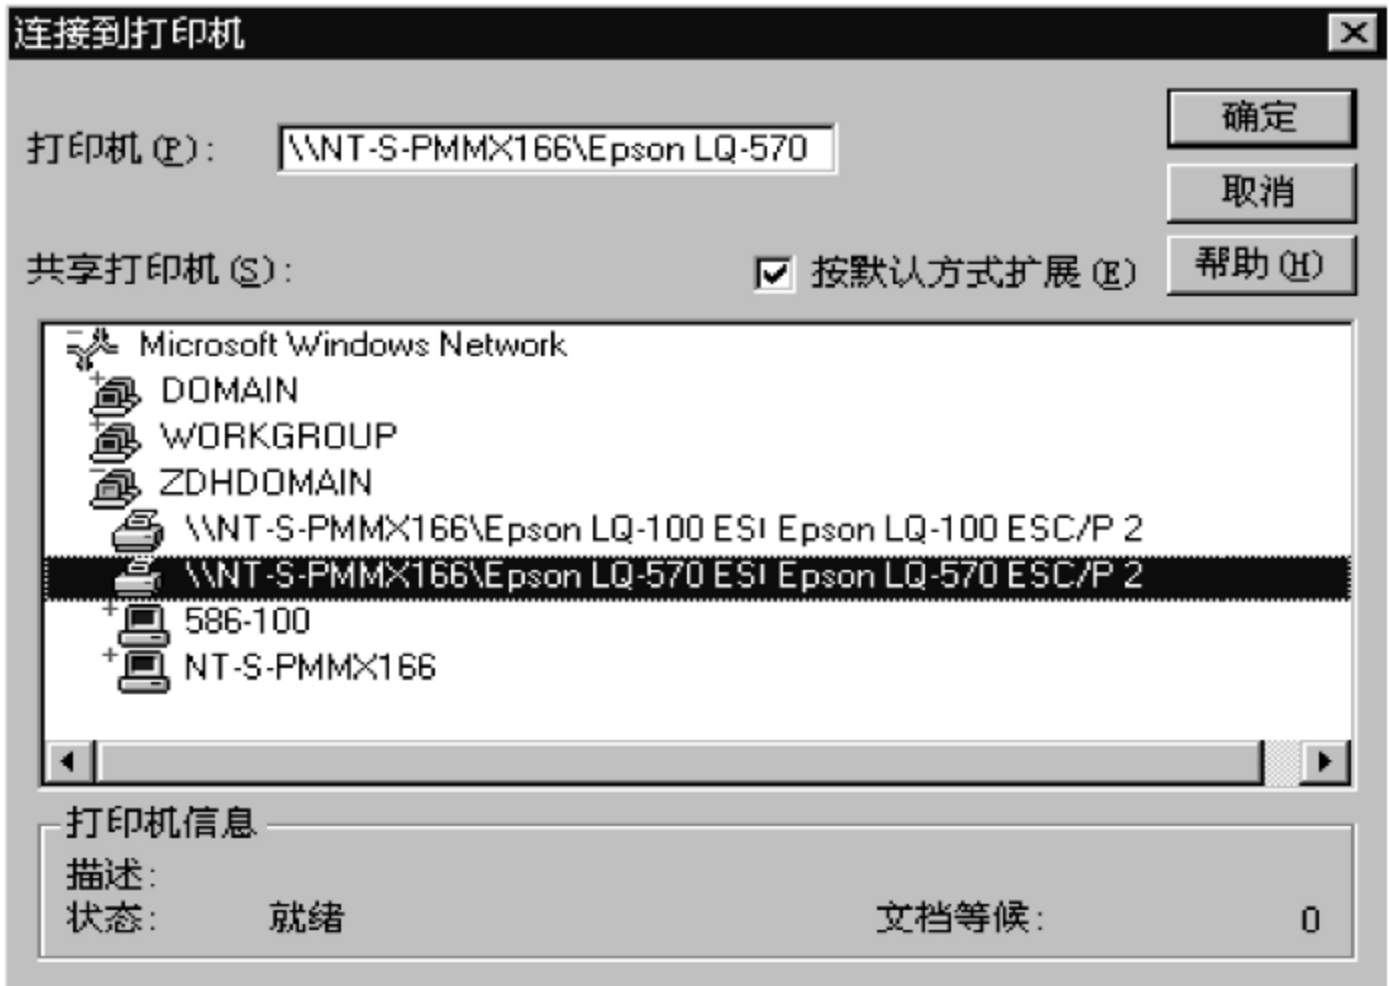 连接到打印机
打印机(P): \\NT-S-PMMX166\Epson LQ-570
确定
取消
共享打印机(S): 按默认方式扩展(E) 帮助(H)
Microsoft Windows Network
DOMAIN
WORKGROUP
ZDHDOMAIN
\\NT-S-PMMX166\Epson LQ-100 ES Epson LQ-100 ESC/P 2
\\NT-S-PMMX166\Epson LQ-570 ES Epson LQ-570 ESC/P 2
586-100
NT-S-PMMX166
打印机信息
描述:
状态: 就绪 文档等候: 0